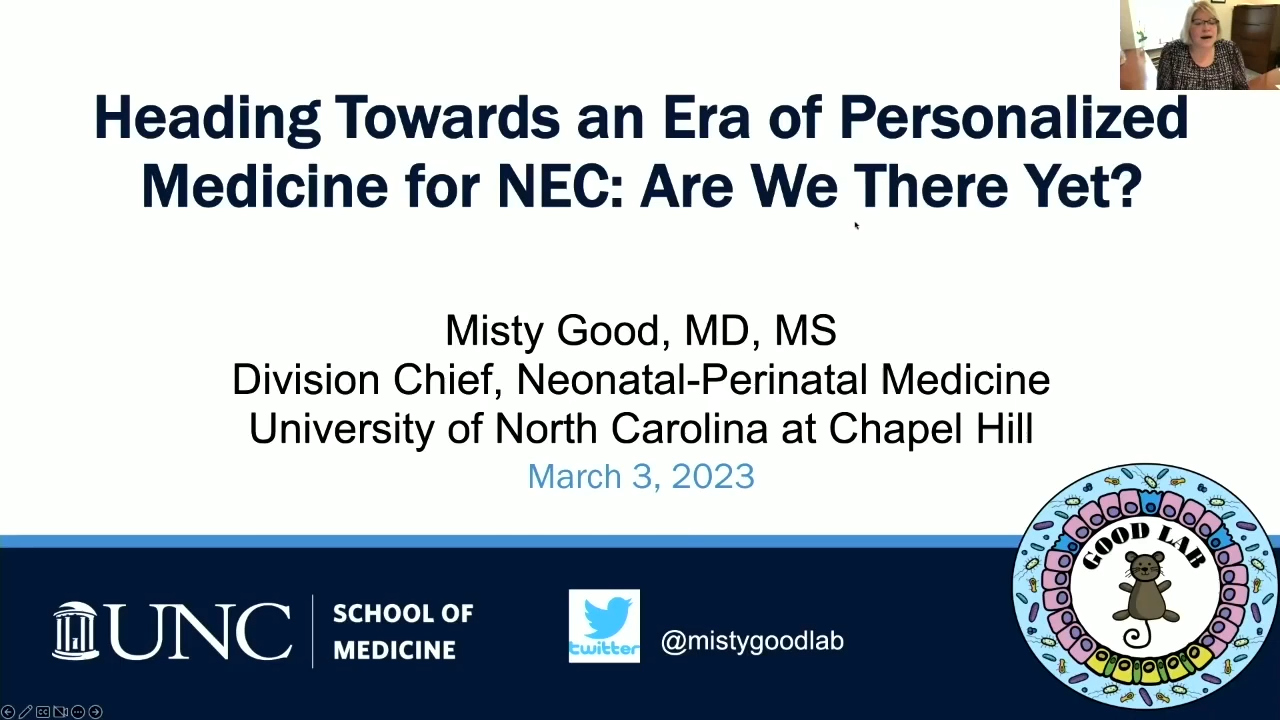 Heading Towards an Era of Personalized
Medicine for NEC: Are We There Yet?
Misty Good, MD, MS
Division Chief, Neonatal-Perinatal Medicine
University of North Carolina at Chapel Hill
March 3, 2023
GOOD LAB
UNC
SCHOOL OF
MEDICINE
twitter
@mistygoodlab